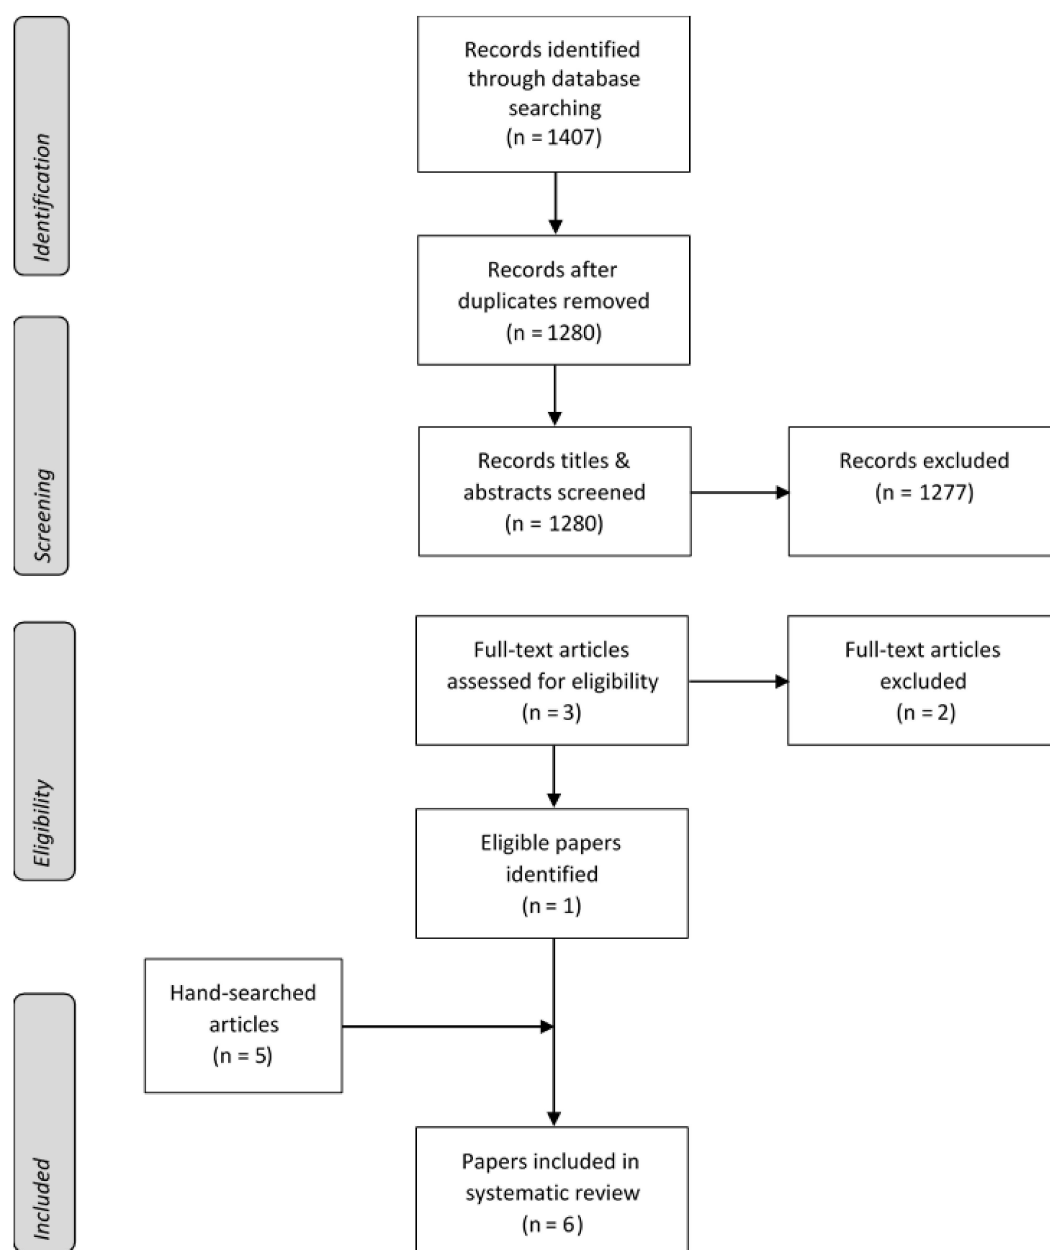 Identification
Records identified
through database
searching
(n = 1407)
Records after
duplicates removed
(n = 1280)
Screening
Records titles &
abstracts screened
(n = 1280)
Records excluded
(n = 1277)
Eligibility
Full-text articles
assessed for eligibility
(n = 3)
Full-text articles
excluded
(n = 2)
Eligible papers
identified
(n = 1)
Hand-searched
articles
(n = 5)
Included
Papers included in
systematic review
(n = 6)